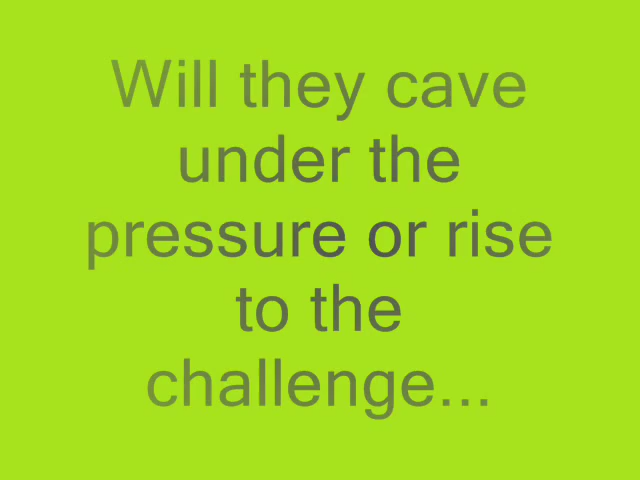 Will they cave
under the
pressure or rise
to the
challenge...